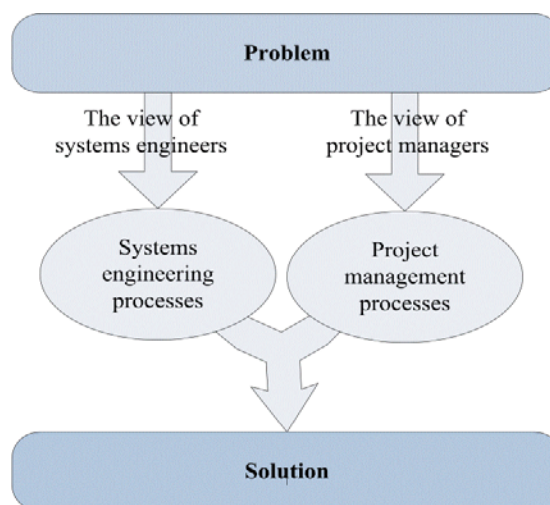 Problem
The view of
systems engineers
The view of
project managers
Systems
engineering
processes
Project
management
processes
Solution